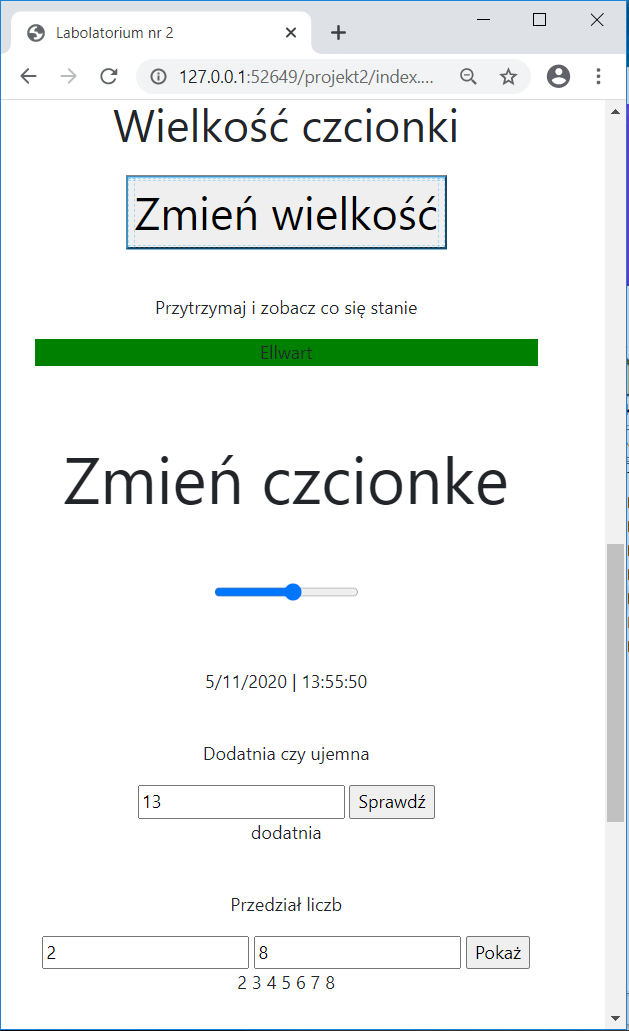 Labolatorium nr 2
127.0.0.1:52649/projekt2/index....
Wielkość czcionki
Zmień wielkość
Przytrzymaj i zobacz co się stanie
Ellwart
Zmień czcionke
5/11/2020 | 13:55:50
Dodatnia czy ujemna
13 Sprawdź
dodatnia
Przedział liczb
2 8 Pokaż
2 3 4 5 6 7 8